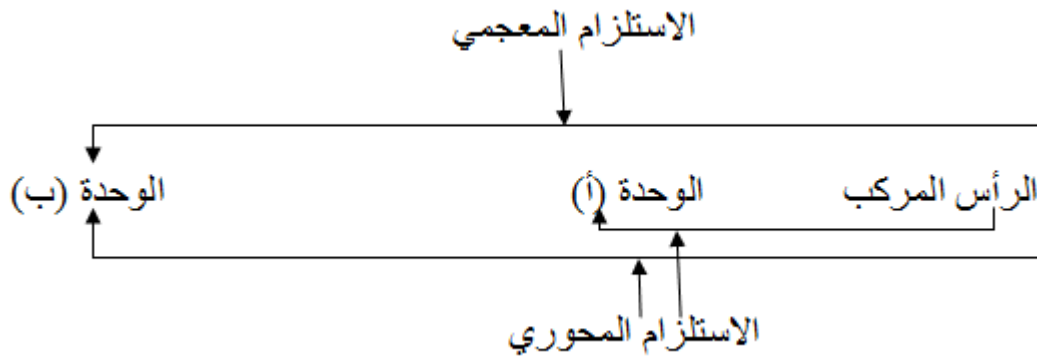 الاستلزام المعجمي
الرأس المركب الوحدة (أ) الوحدة (ب)
الاستلزام المحوري